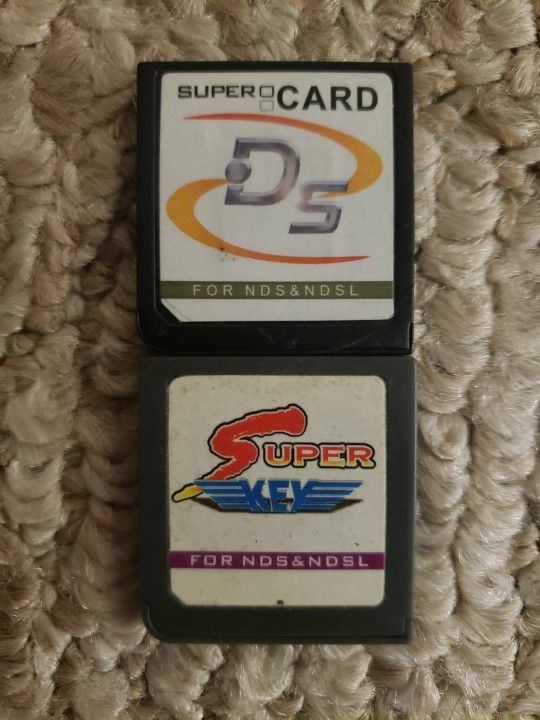 SUPER CARD
DS
FOR NDS&NDSL
SUPER
KEY
FOR NDS&NDSL